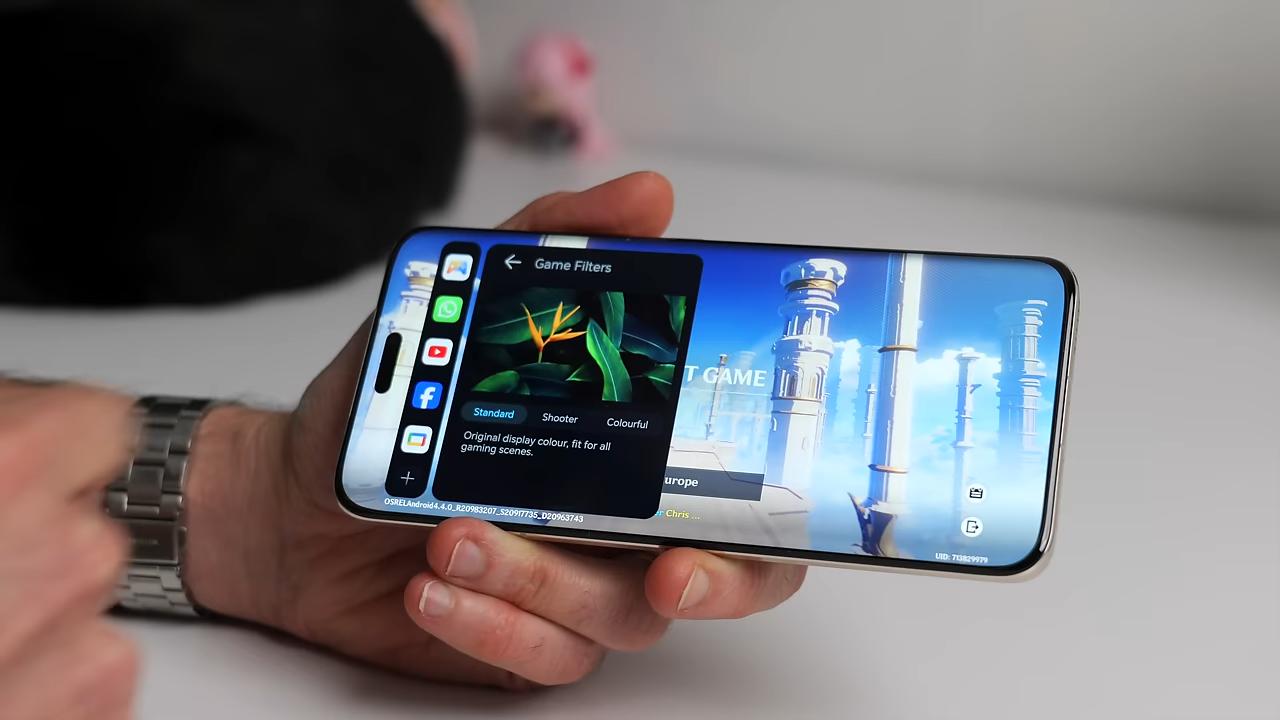 Game Filters
T GAME
Standard
Shooter
Colourful
Original display colour, fit for all
gaming scenes.
urope
r Chris ...
OSRELAndroid4.4.0_R20983207_S20917735_D20963743
UID: 713829979